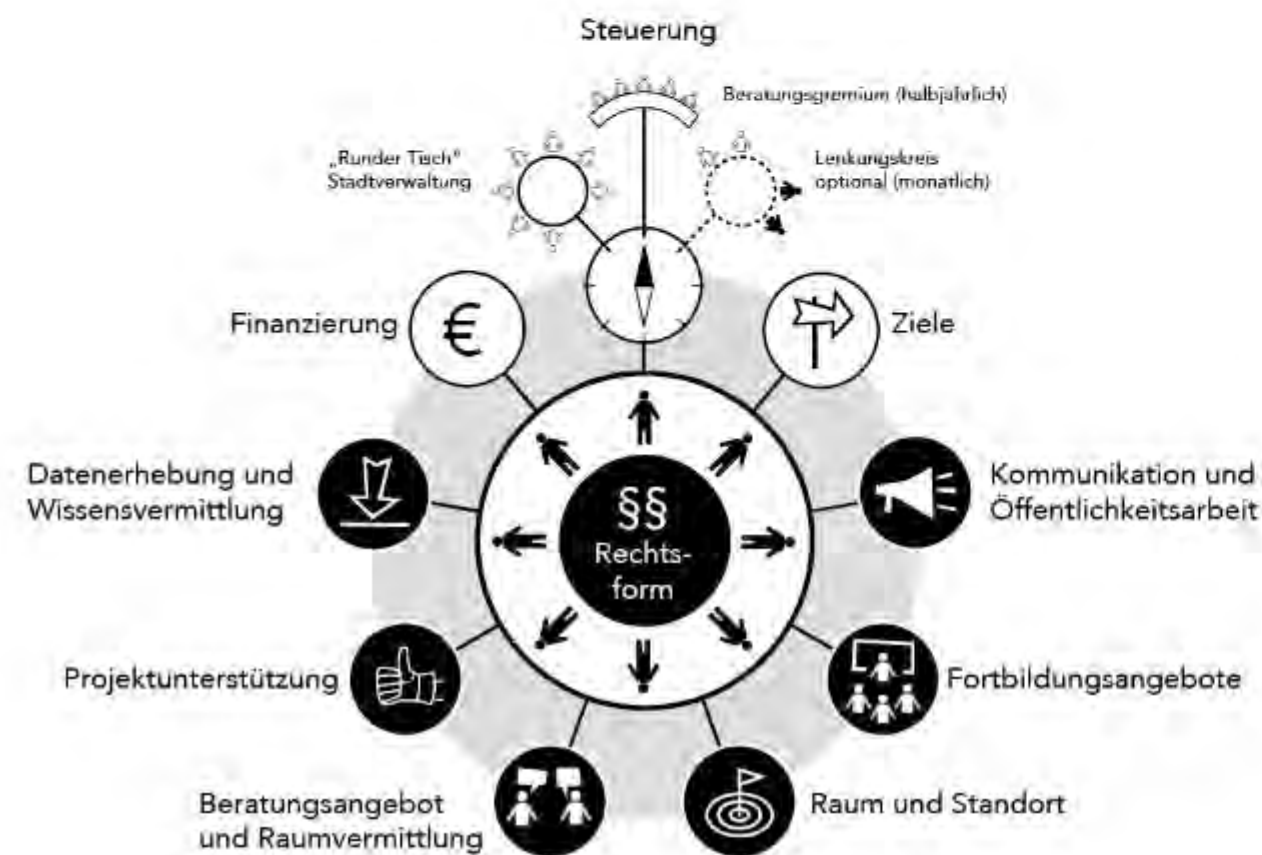 Steuerung
Beratungsgremium (halbjährlich)
„Runder Tisch“
Stadtverwaltung
Lenkungskreis
optional (monatlich)
Finanzierung
€
Ziele
Datenerhebung und
Wissensvermittlung
Kommunikation und
Öffentlichkeitsarbeit
§§
Rechts-
form
Projektunterstützung
Fortbildungsangebote
Beratungsangebot
und Raumvermittlung
Raum und Standort